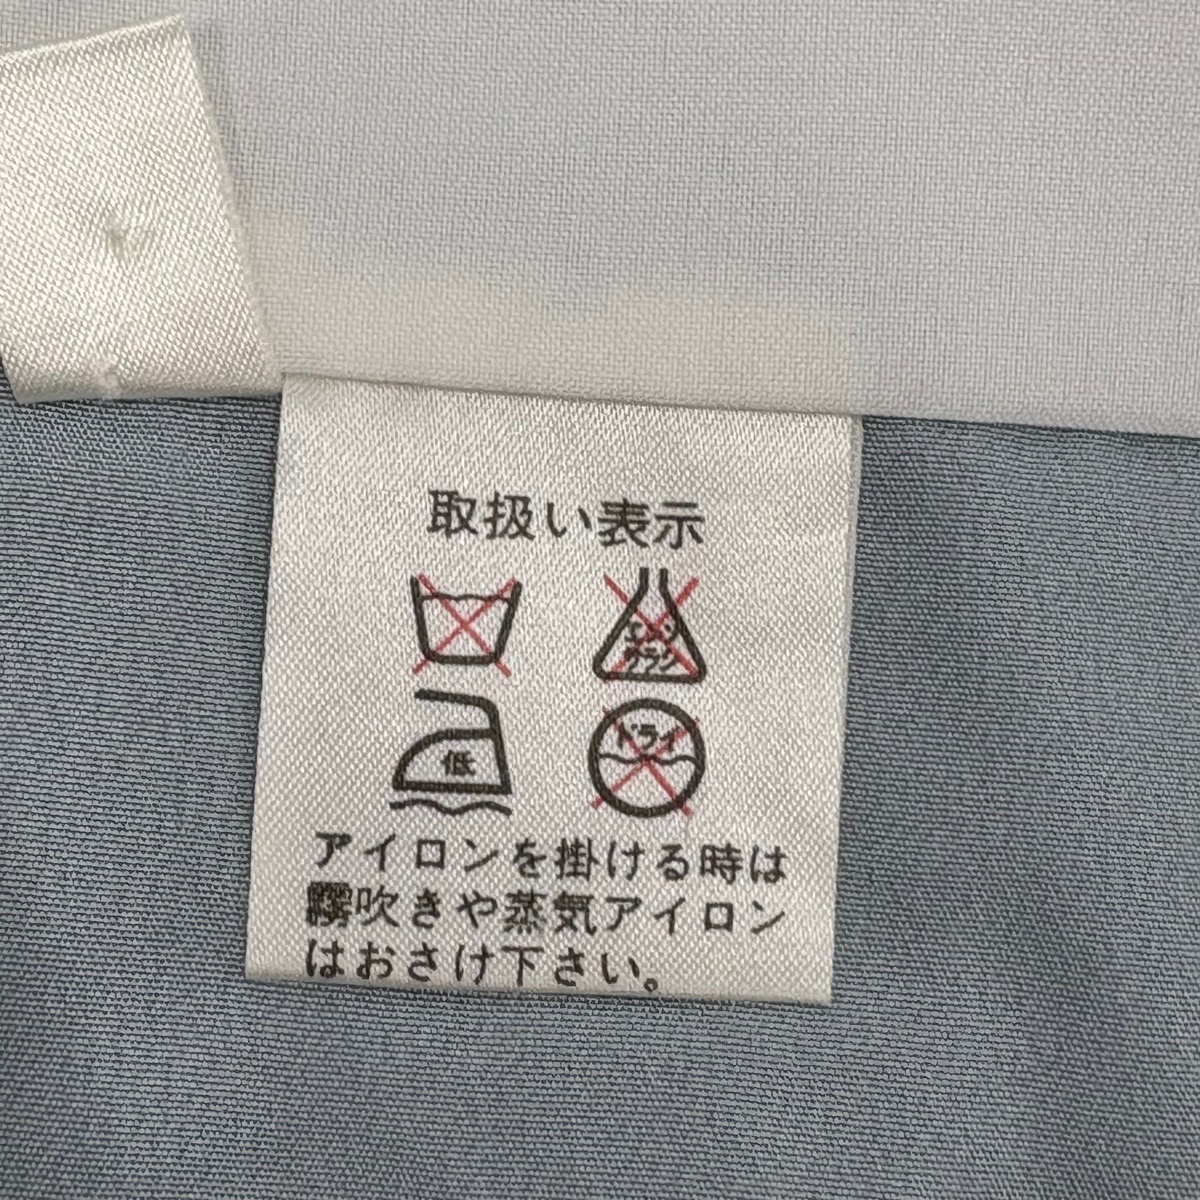 取扱い表示
エンソ
サラシ
低
ドライ
アイロンを掛ける時は
霧吹きや蒸気アイロン
はおさけ下さい。